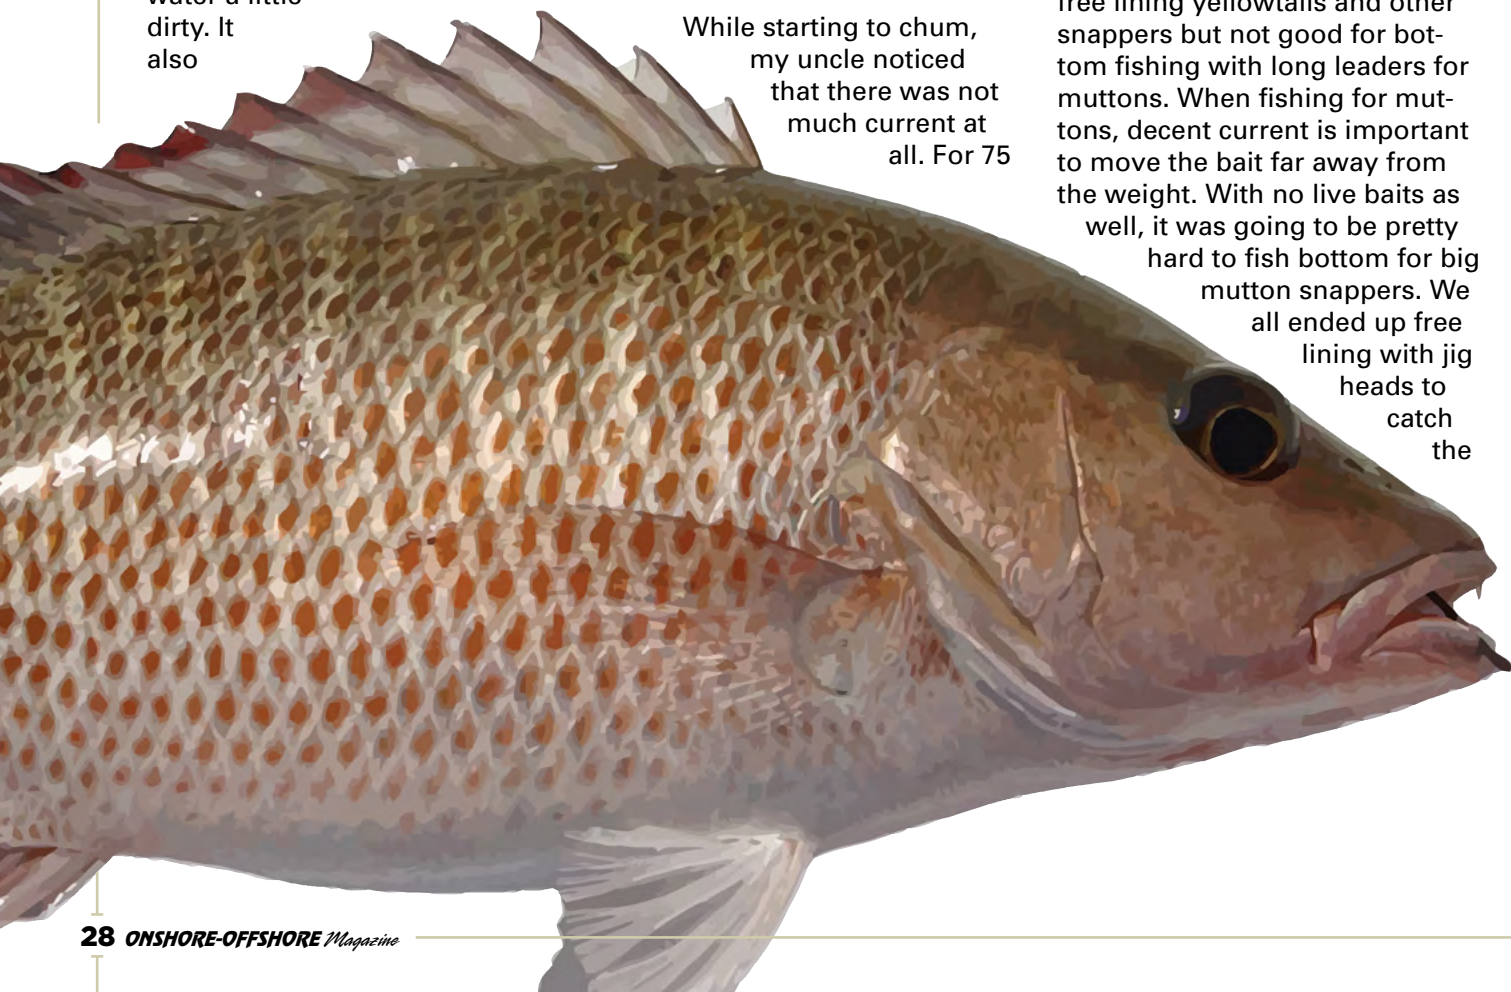 water a little
dirty. It
also
While starting to chum,
my uncle noticed
that there was not
much current at
all. For 75
free lining yellowtails and other
snappers but not good for bot-
tom fishing with long leaders for
muttons. When fishing for mut-
tons, decent current is important
to move the bait far away from
the weight. With no live baits as
well, it was going to be pretty
hard to fish bottom for big
mutton snappers. We
all ended up free
lining with jig
heads to
catch
the
28 ONSHORE-OFFSHORE Magazine